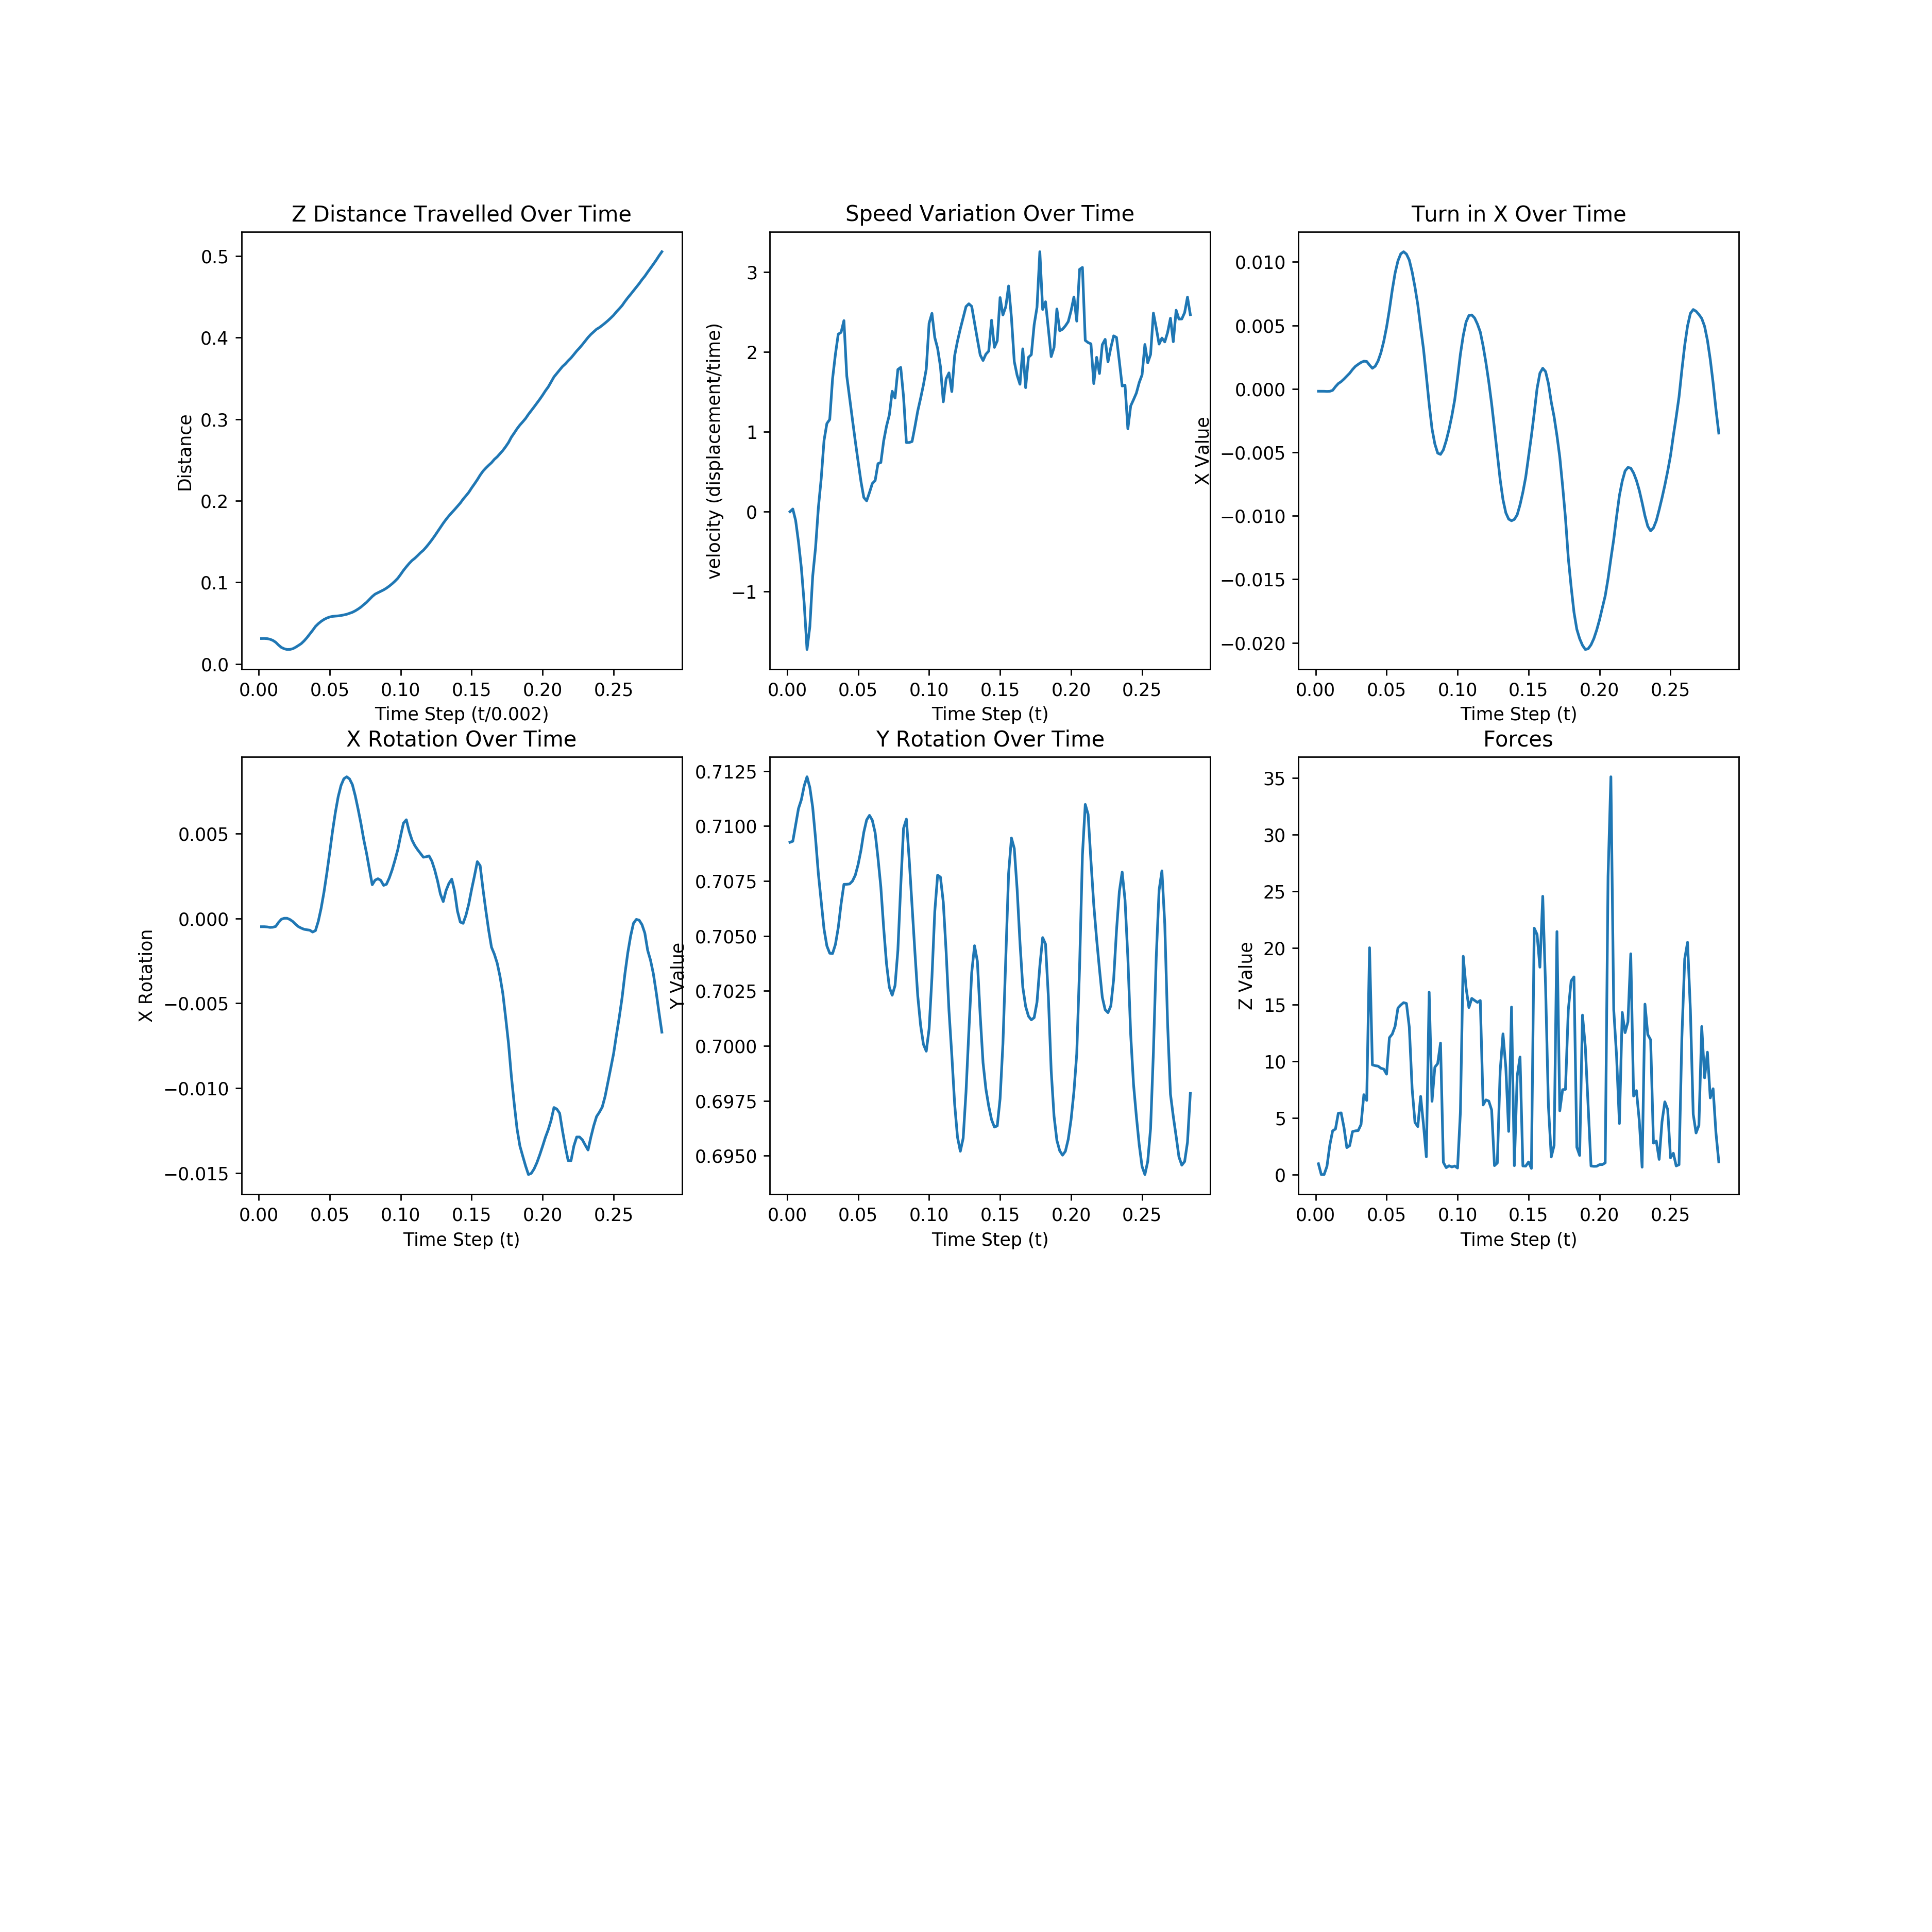 Z Distance Travelled Over Time
Distance
0.5
0.4
0.3
0.2
0.1
0.0
0.00 0.05 0.10 0.15 0.20 0.25
Time Step (t/0.002)
Speed Variation Over Time
velocity (displacement/time)
3
2
1
0
−1
0.00 0.05 0.10 0.15 0.20 0.25
Time Step (t)
Turn in X Over Time
X Value
0.010
0.005
0.000
−0.005
−0.010
−0.015
−0.020
0.00 0.05 0.10 0.15 0.20 0.25
Time Step (t)
X Rotation Over Time
X Rotation
0.005
0.000
−0.005
−0.010
−0.015
0.00 0.05 0.10 0.15 0.20 0.25
Time Step (t)
Y Rotation Over Time
Y Value
0.7125
0.7100
0.7075
0.7050
0.7025
0.7000
0.6975
0.6950
0.00 0.05 0.10 0.15 0.20 0.25
Time Step (t)
Forces
Z Value
35
30
25
20
15
10
5
0
0.00 0.05 0.10 0.15 0.20 0.25
Time Step (t)